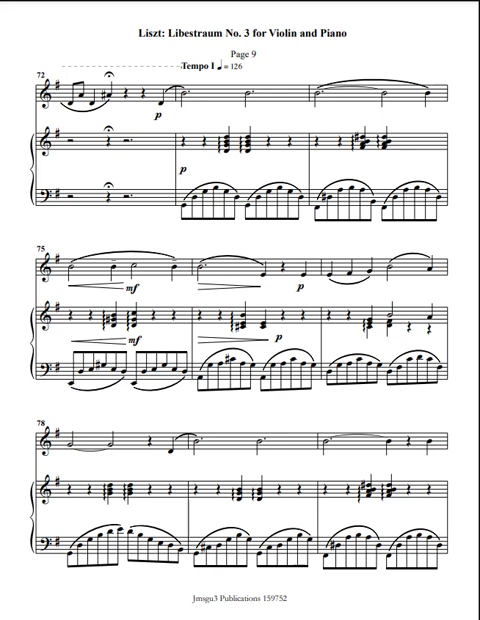 Liszt: Libestraum No. 3 for Violin and Piano
Page 9
Tempo I ♩ = 126
72
p
p
75
mf
p
mf
p
78
Jmsgu3 Publications 159752